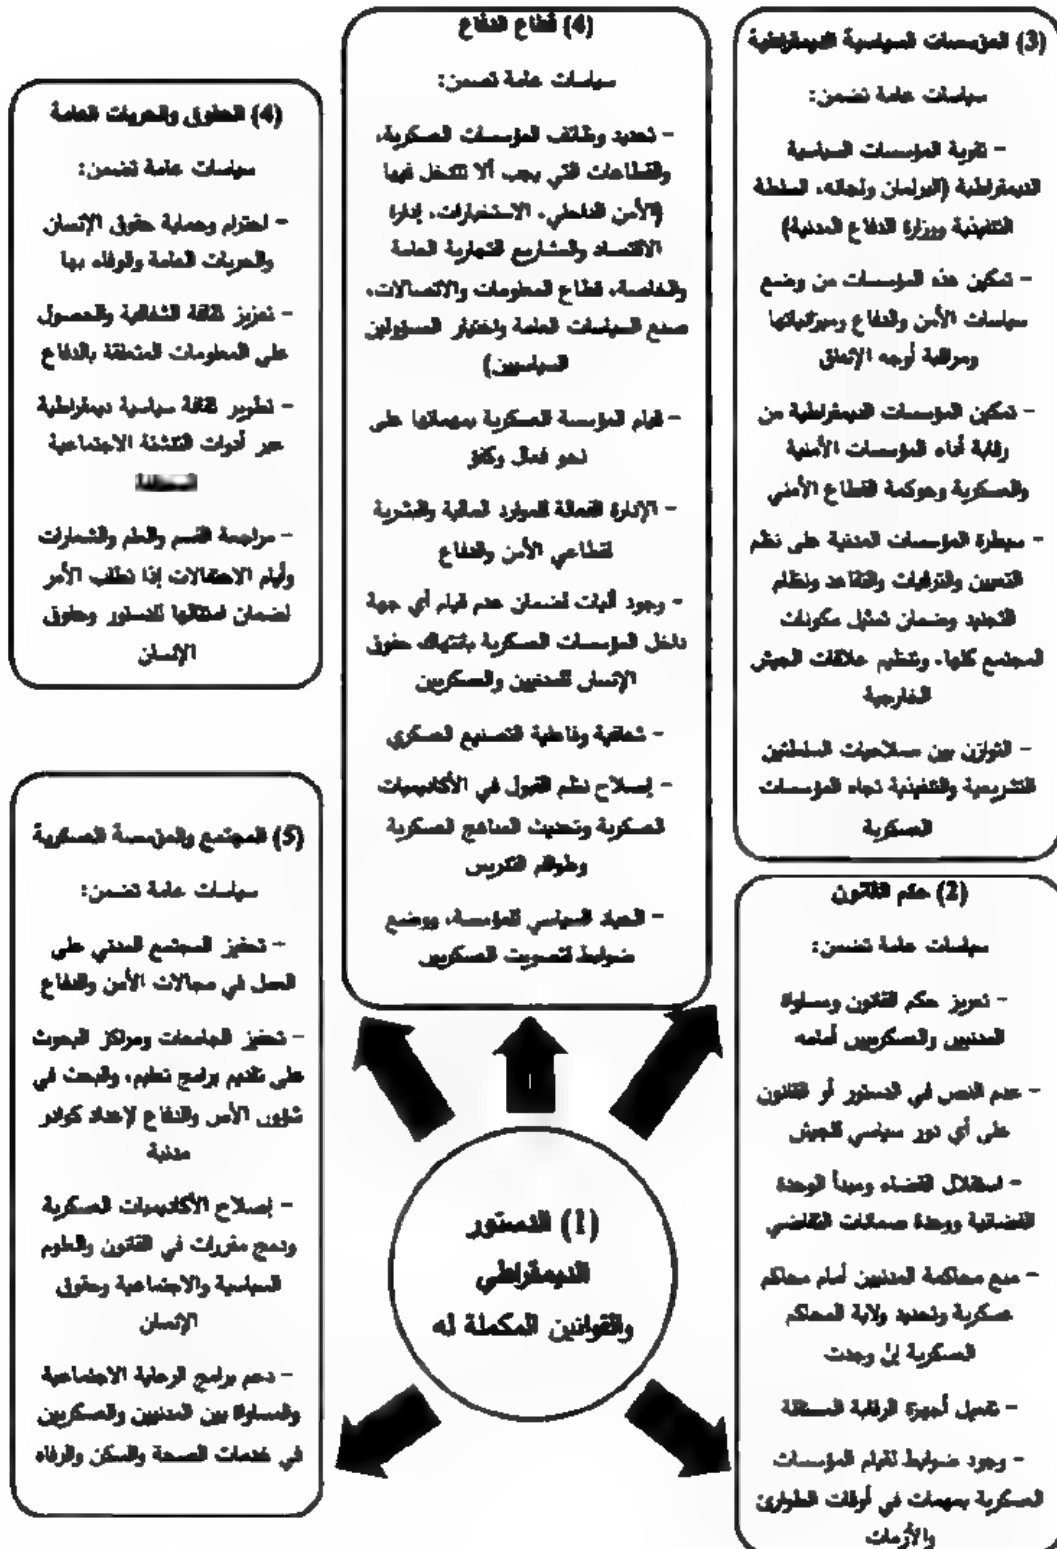 (3) المؤسسات السياسية الديمقراطية
سياسات عامة تضمن:
- تقوية المؤسسات السياسية
الديمقراطية (البرلمان ولجانه، السلطة
التنفيذية ووزارة الدفاع المدنية)
- تمكين هذه المؤسسات من وضع
سياسات الأمن والدفاع وميزانياتها
ومراقبة أوجه الإنفاق
- تمكين المؤسسات الديمقراطية من
رقابة أداء المؤسسات الأمنية
والعسكرية وحوكمة القطاع الأمني
- سيطرة المؤسسات المدنية على نظم
التعيين والترقيات والتقاعد ونظام
التجنيد وضمان تمثيل مكونات
المجتمع كلها، وتنظيم علاقات الجيش
الخارجية
- التوازن بين صلاحيات السلطتين
التشريعية والتنفيذية تجاه المؤسسات
العسكرية
(4) قطاع الدفاع
سياسات عامة تضمن:
- تحديد وظائف المؤسسات العسكرية،
والقطاعات التي يجب ألا تتدخل فيها
(الأمن الداخلي، الاستخبارات، إدارة
الاقتصاد والمشاريع التجارية العامة
والخاصة، قطاع المعلومات والاتصالات،
صنع السياسات العامة واختيار المسؤولين
السياسيين)
- قيام المؤسسة العسكرية بمهماتها على
نحو فعال وكفؤ
- الإدارة الفعالة للموارد المالية والبشرية
لقطاعي الأمن والدفاع
- وجود آليات لضمان عدم قيام أي جهة
داخل المؤسسات العسكرية بانتهاك حقوق
الإنسان للمدنيين والعسكريين
- شفافية وفاعلية التصنيع العسكري
- إصلاح نظم القبول في الأكاديميات
العسكرية وتحديث المناهج العسكرية
وطواقم التدريس
- الحياد السياسي للمؤسسة، ووضع
ضوابط لتصويت العسكريين
(4) الحقوق والحريات العامة
سياسات عامة تضمن:
- احترام وحماية حقوق الإنسان
والحريات العامة والوفاء بها
- تعزيز ثقافة الشفافية والحصول
على المعلومات المتعلقة بالدفاع
- تطوير ثقافة سياسية ديمقراطية
عبر أدوات التنشئة الاجتماعية
- مراجعة القسم والعلم والشعارات
وأيام الاحتفالات إذا تطلب الأمر
لضمان امتثالها للدستور وحقوق
الإنسان
(2) حكم القانون
سياسات عامة تضمن:
- تعزيز حكم القانون ومساواة
المدنيين والعسكريين أمامه
- عدم النص في الدستور أو القانون
على أي دور سياسي للجيش
- استقلال القضاء ومبدأ الوحدة
القضائية ووحدة ضمانات التقاضي
- منع محاكمة المدنيين أمام محاكم
عسكرية وتحديد ولاية المحاكم
العسكرية إن وجدت
- تفعيل أجهزة الرقابة المستقلة
- وجود ضوابط لقيام المؤسسات
العسكرية بمهمات في أوقات الطوارئ
والأزمات
(1) الدستور
الديمقراطي
والقوانين المكملة له
(5) المجتمع والمؤسسة العسكرية
سياسات عامة تضمن:
- تحفيز المجتمع المدني على
العمل في مجالات الأمن والدفاع
- تحفيز الجامعات ومراكز البحوث
على تقديم برامج تعليم، والبحث في
شؤون الأمن والدفاع لإعداد كوادر
مدنية
- إصلاح الأكاديميات العسكرية
ودمج مقررات في القانون والعلوم
السياسية والاجتماعية وحقوق
الإنسان
- دعم برامج الرعاية الاجتماعية
والمساواة بين المدنيين والعسكريين
في خدمات الصحة والسكن والرفاه